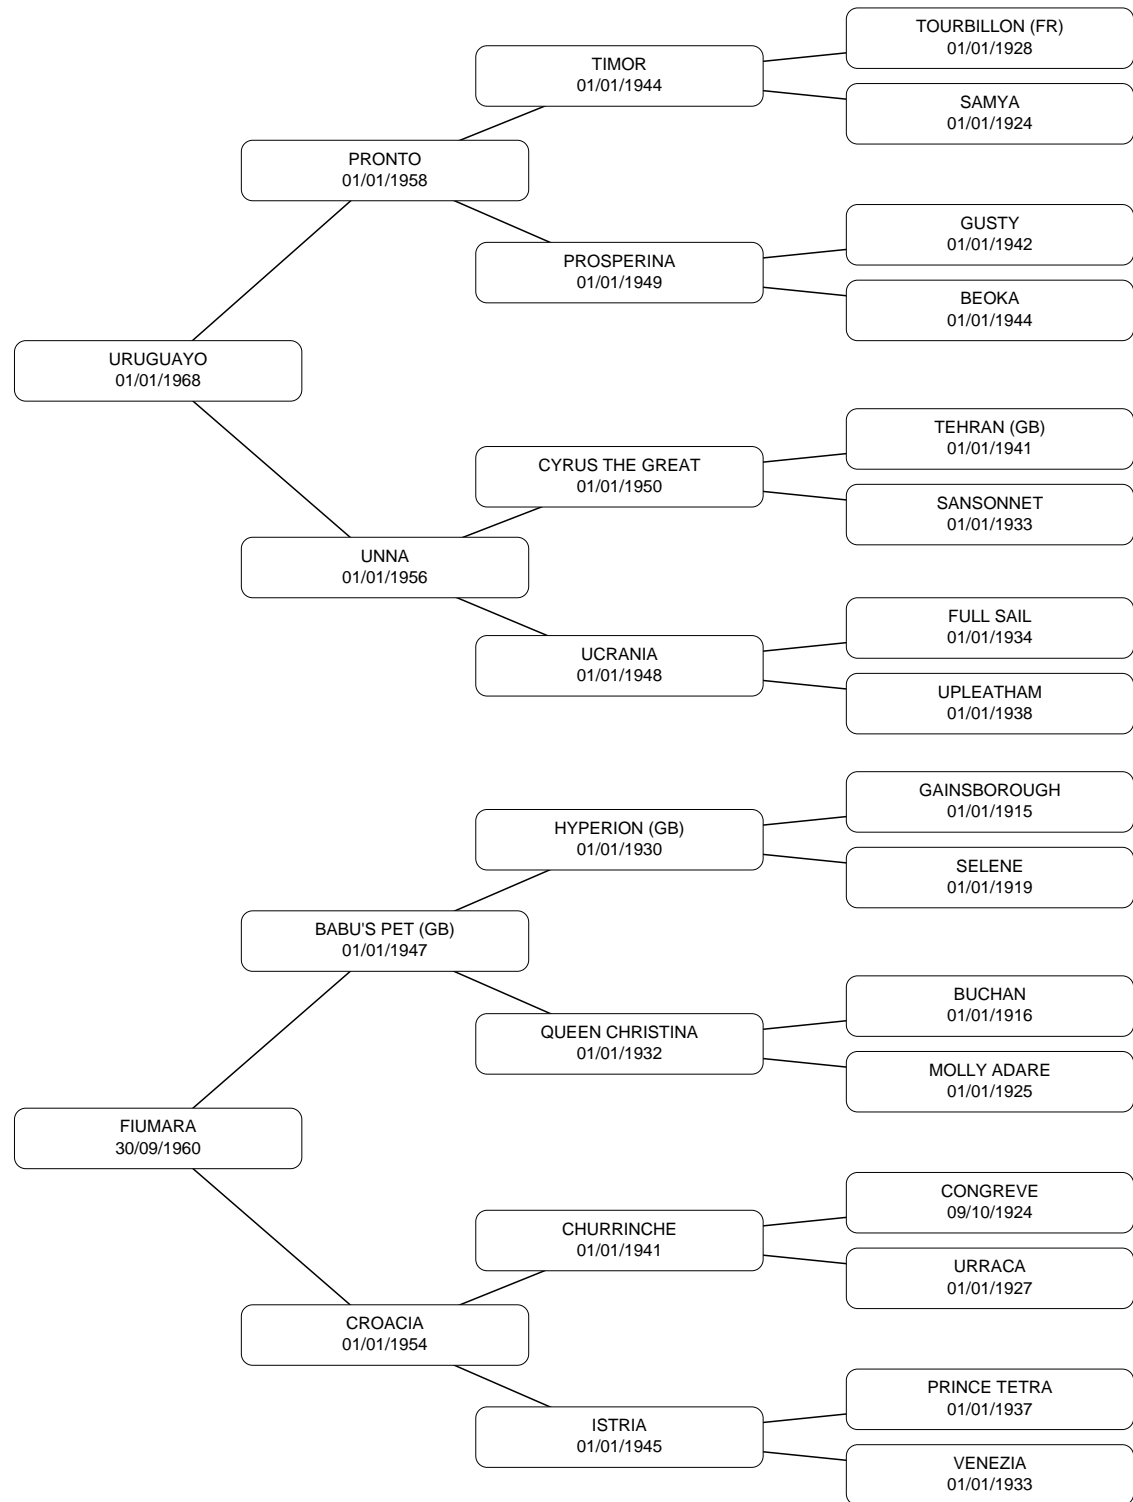 TOURBILLON (FR)
01/01/1928
TIMOR
01/01/1944
SAMYA
01/01/1924
PRONTO
01/01/1958
GUSTY
01/01/1942
PROSPERINA
01/01/1949
BEOKA
01/01/1944
URUGUAYO
01/01/1968
TEHRAN (GB)
01/01/1941
CYRUS THE GREAT
01/01/1950
SANSONNET
01/01/1933
UNNA
01/01/1956
FULL SAIL
01/01/1934
UCRANIA
01/01/1948
UPLEATHAM
01/01/1938
GAINSBOROUGH
01/01/1915
HYPERION (GB)
01/01/1930
SELENE
01/01/1919
BABU'S PET (GB)
01/01/1947
BUCHAN
01/01/1916
QUEEN CHRISTINA
01/01/1932
MOLLY ADARE
01/01/1925
FIUMARA
30/09/1960
CONGREVE
09/10/1924
CHURRINCHE
01/01/1941
URRACA
01/01/1927
CROACIA
01/01/1954
PRINCE TETRA
01/01/1937
ISTRIA
01/01/1945
VENEZIA
01/01/1933